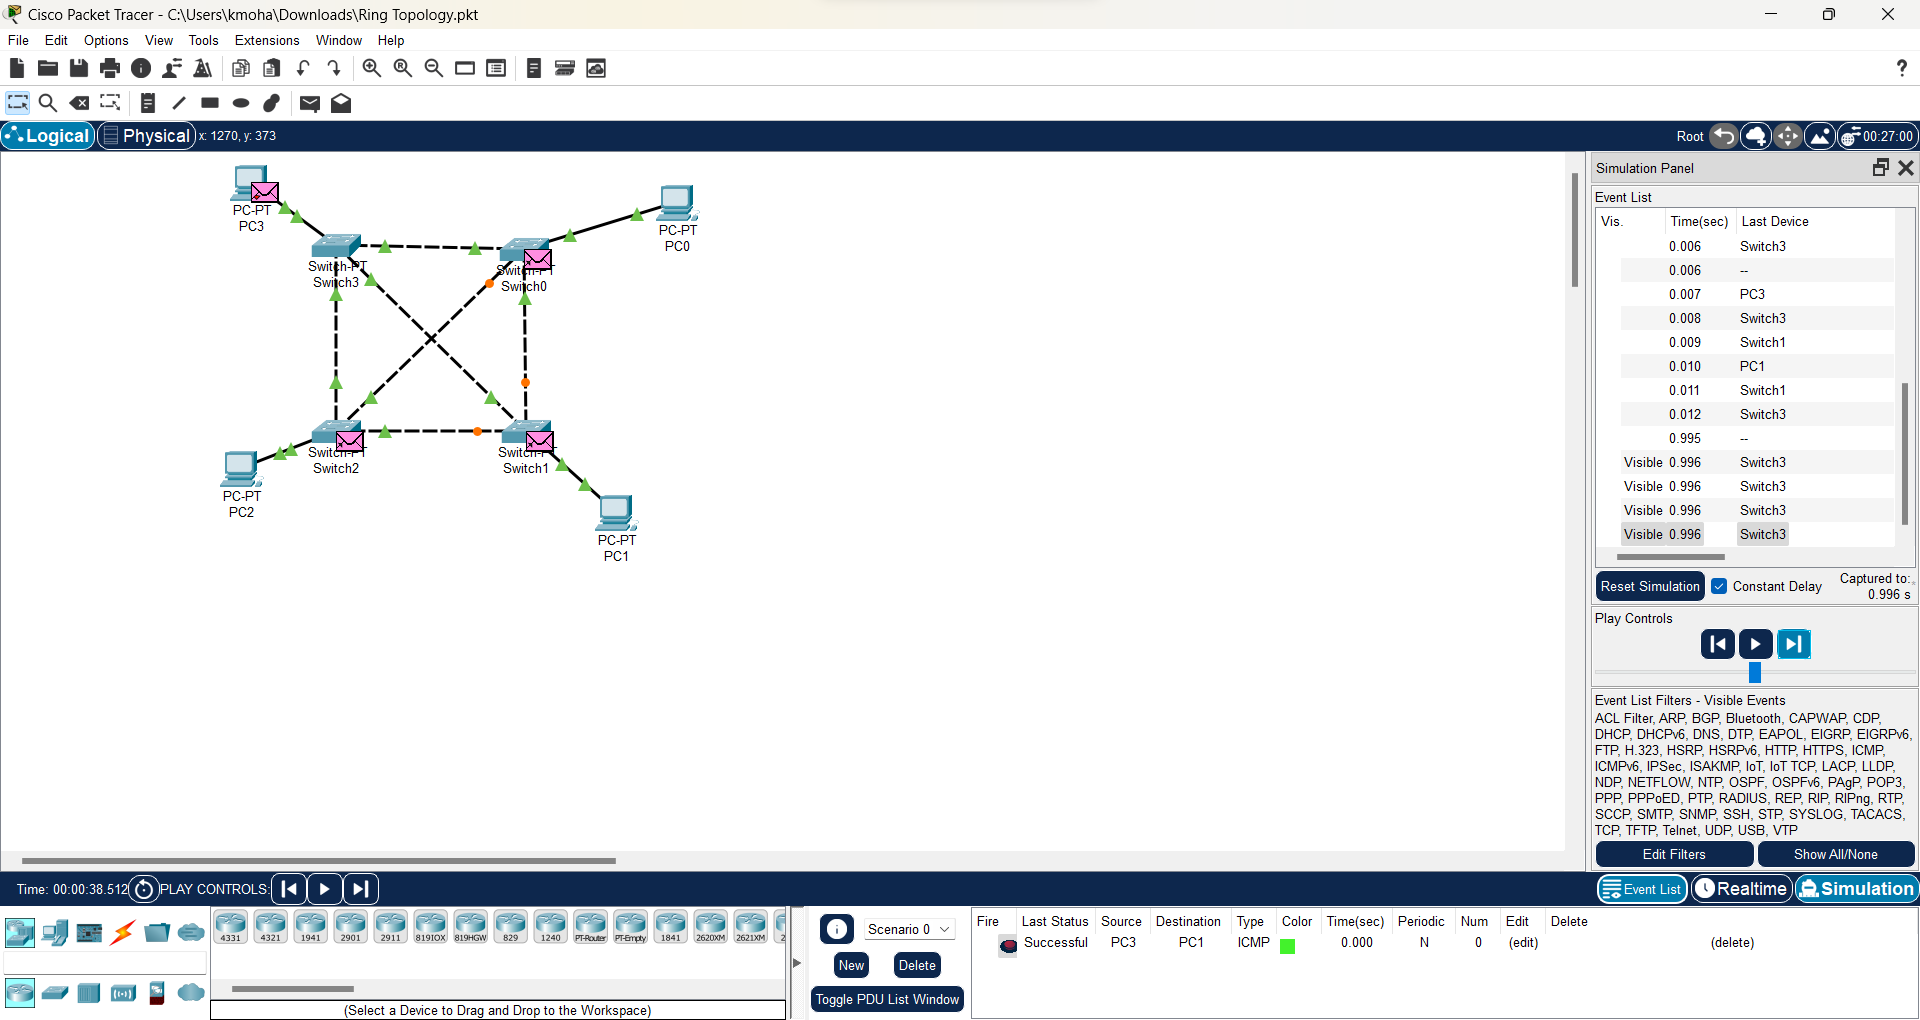 Cisco Packet Tracer - C:\Users\kmoha\Downloads\Ring Topology.pkt
File Edit Options View Tools Extensions Window Help
?
Logical Physical x: 1270, y: 373 Root 00:27:00
PC-PT
PC3
PC-PT
PC0
Switch-PT
Switch3
Switch0
Switch2
Switch1
PC-PT
PC2
PC-PT
PC1
Simulation Panel
Event List
Vis. Time(sec) Last Device
0.006 Switch3
0.006 --
0.007 PC3
0.008 Switch3
0.009 Switch1
0.010 PC1
0.011 Switch1
0.012 Switch3
0.995 --
Visible 0.996 Switch3
Visible 0.996 Switch3
Visible 0.996 Switch3
Visible 0.996 Switch3
Reset Simulation Constant Delay Captured to:
0.996 s
Play Controls
Event List Filters - Visible Events
ACL Filter, ARP, BGP, Bluetooth, CAPWAP, CDP,
DHCP, DHCPv6, DNS, DTP, EAPOL, EIGRP, EIGRPv6,
FTP, H.323, HSRP, HSRPv6, HTTP, HTTPS, ICMP,
ICMPv6, IPSec, ISAKMP, IoT, IoT TCP, LACP, LLDP,
NDP, NETFLOW, NTP, OSPF, OSPFv6, PAgP, POP3,
PPP, PPPoED, PTP, RADIUS, REP, RIP, RIPng, RTP,
SCCP, SMTP, SNMP, SSH, STP, SYSLOG, TACACS,
TCP, TFTP, Telnet, UDP, USB, VTP
Edit Filters Show All/None
Time: 00:00:38.512 PLAY CONTROLS: Event List Realtime Simulation
4331 4321 1941 2901 2911 819IOX 819HGW 829 1240 PT-Router PT-Empty 1841 2620XM 2621XM 2
(Select a Device to Drag and Drop to the Workspace)
Scenario 0
New Delete
Toggle PDU List Window
Fire Last Status Source Destination Type Color Time(sec) Periodic Num Edit Delete
Successful PC3 PC1 ICMP 0.000 N 0 (edit) (delete)